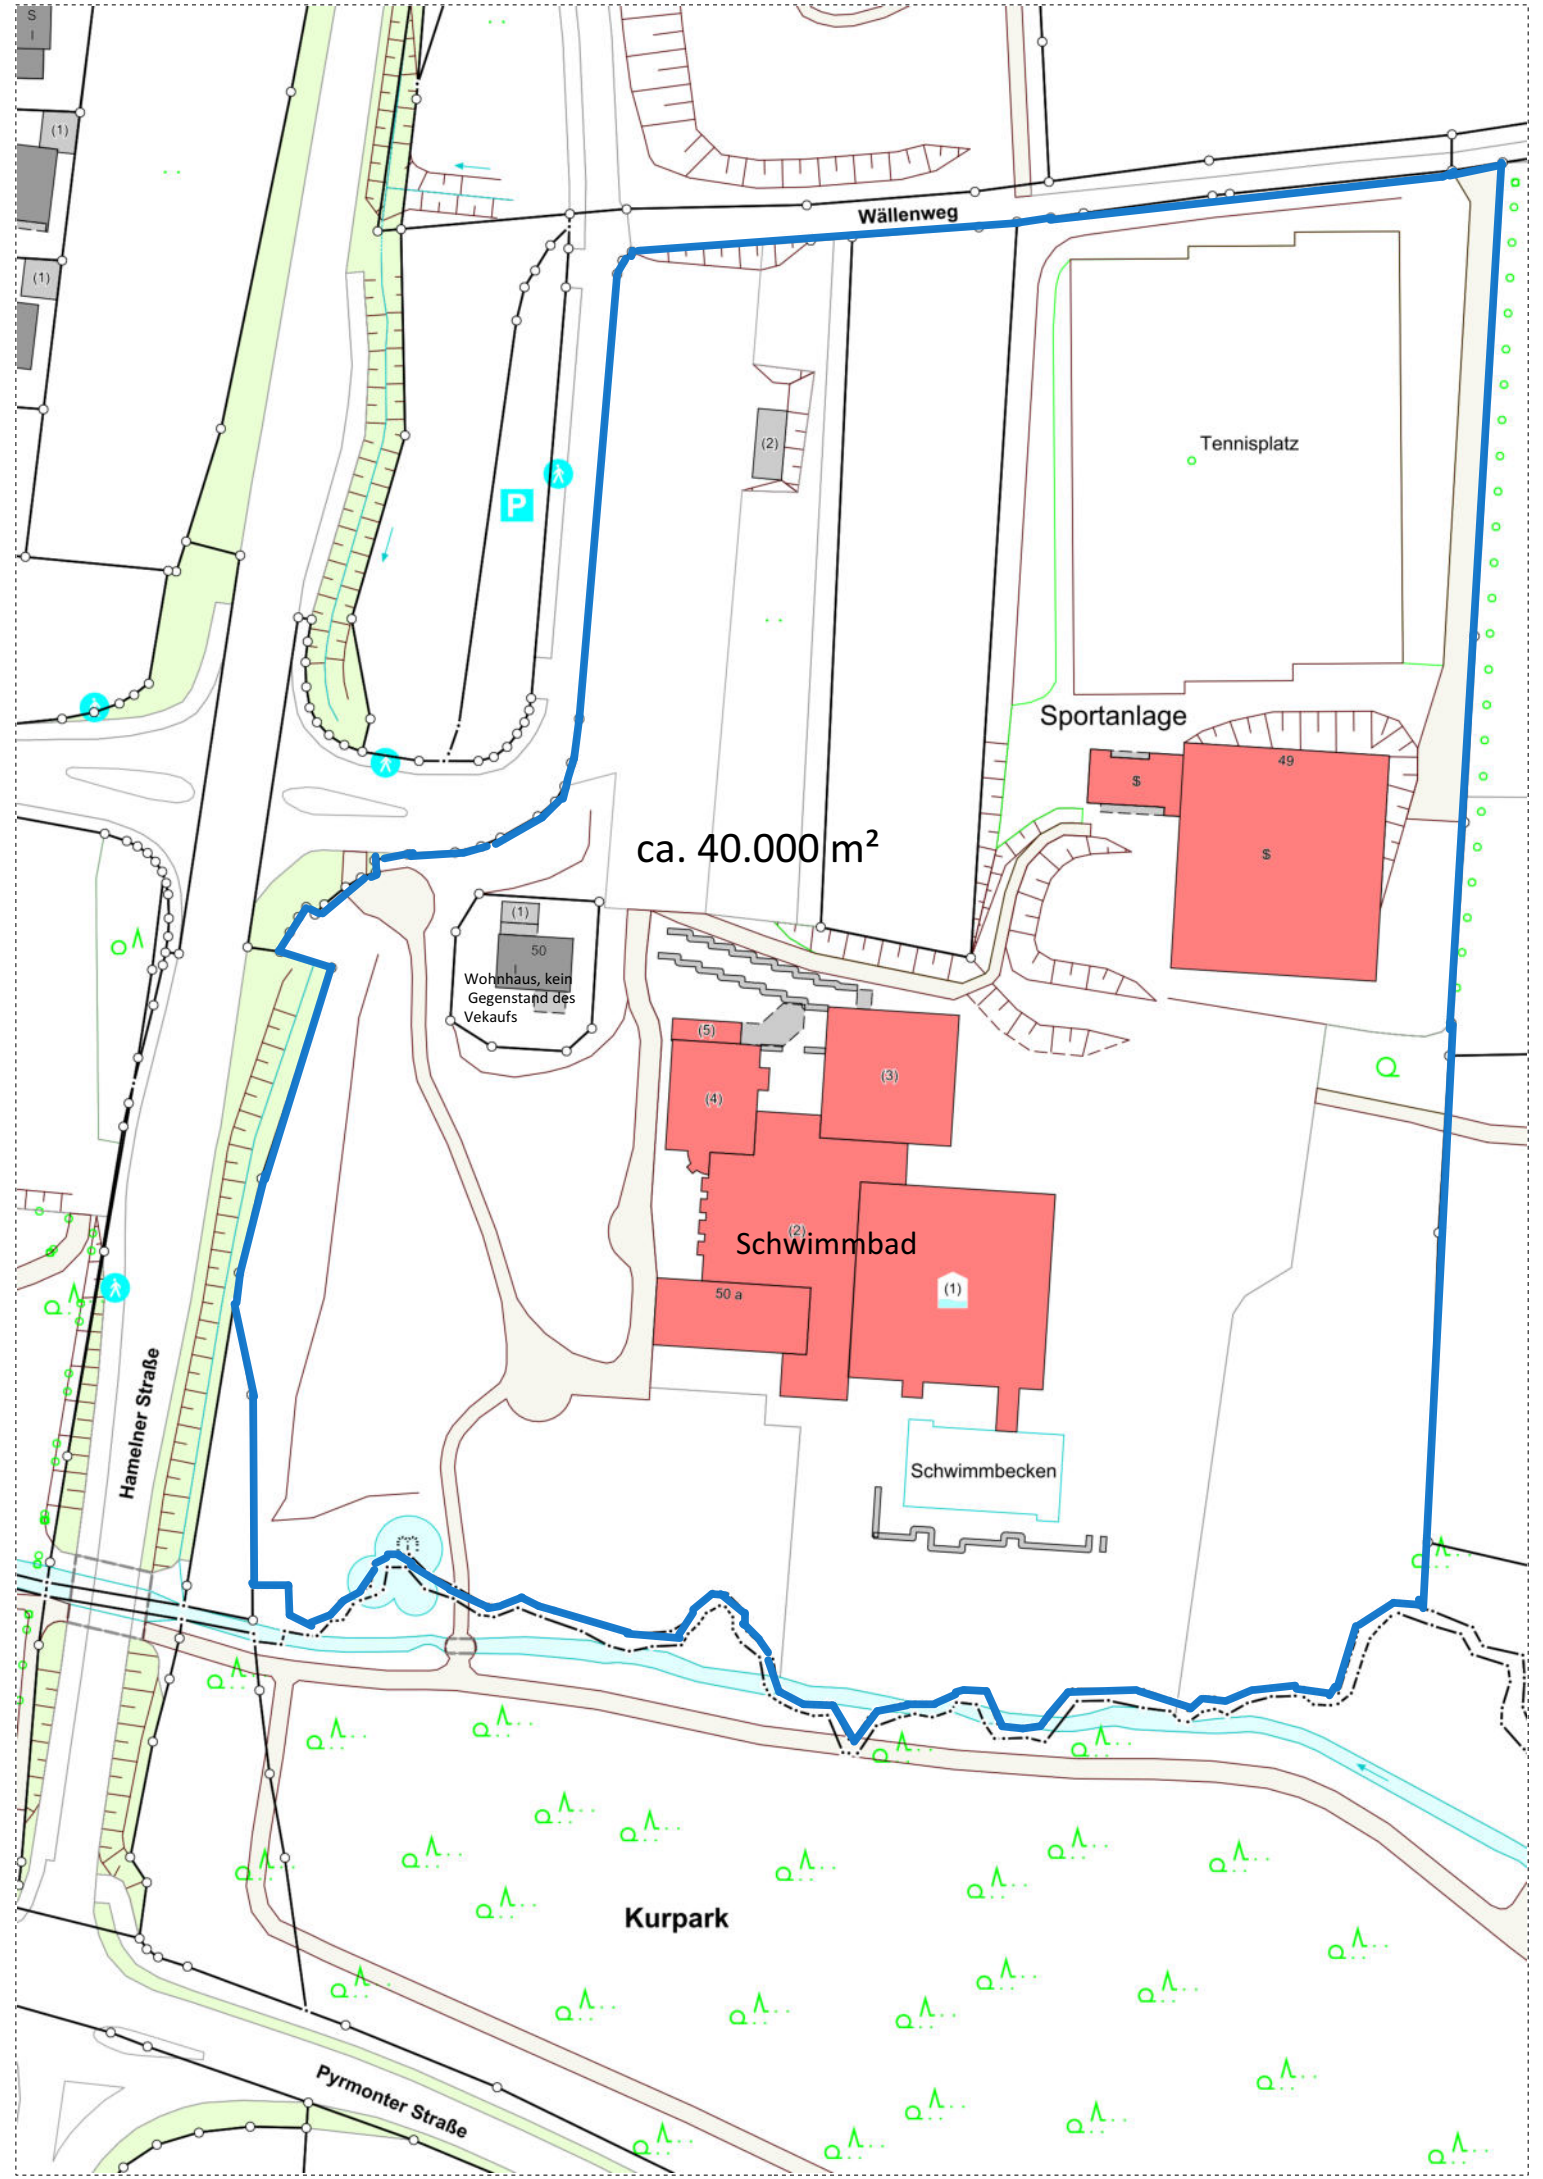 S
I
(1)
Wällenweg
(1)
(2)
Tennisplatz
P
Sportanlage
49
$
ca. 40.000 m²
$
(1)
50
I
Wohnhaus, kein
Gegenstand des
Vekaufs
(5)
(3)
(4)
(2)
Schwimmbad
50 a
(1)
Hamelner Straße
Schwimmbecken
Kurpark
Pyrmonter Straße